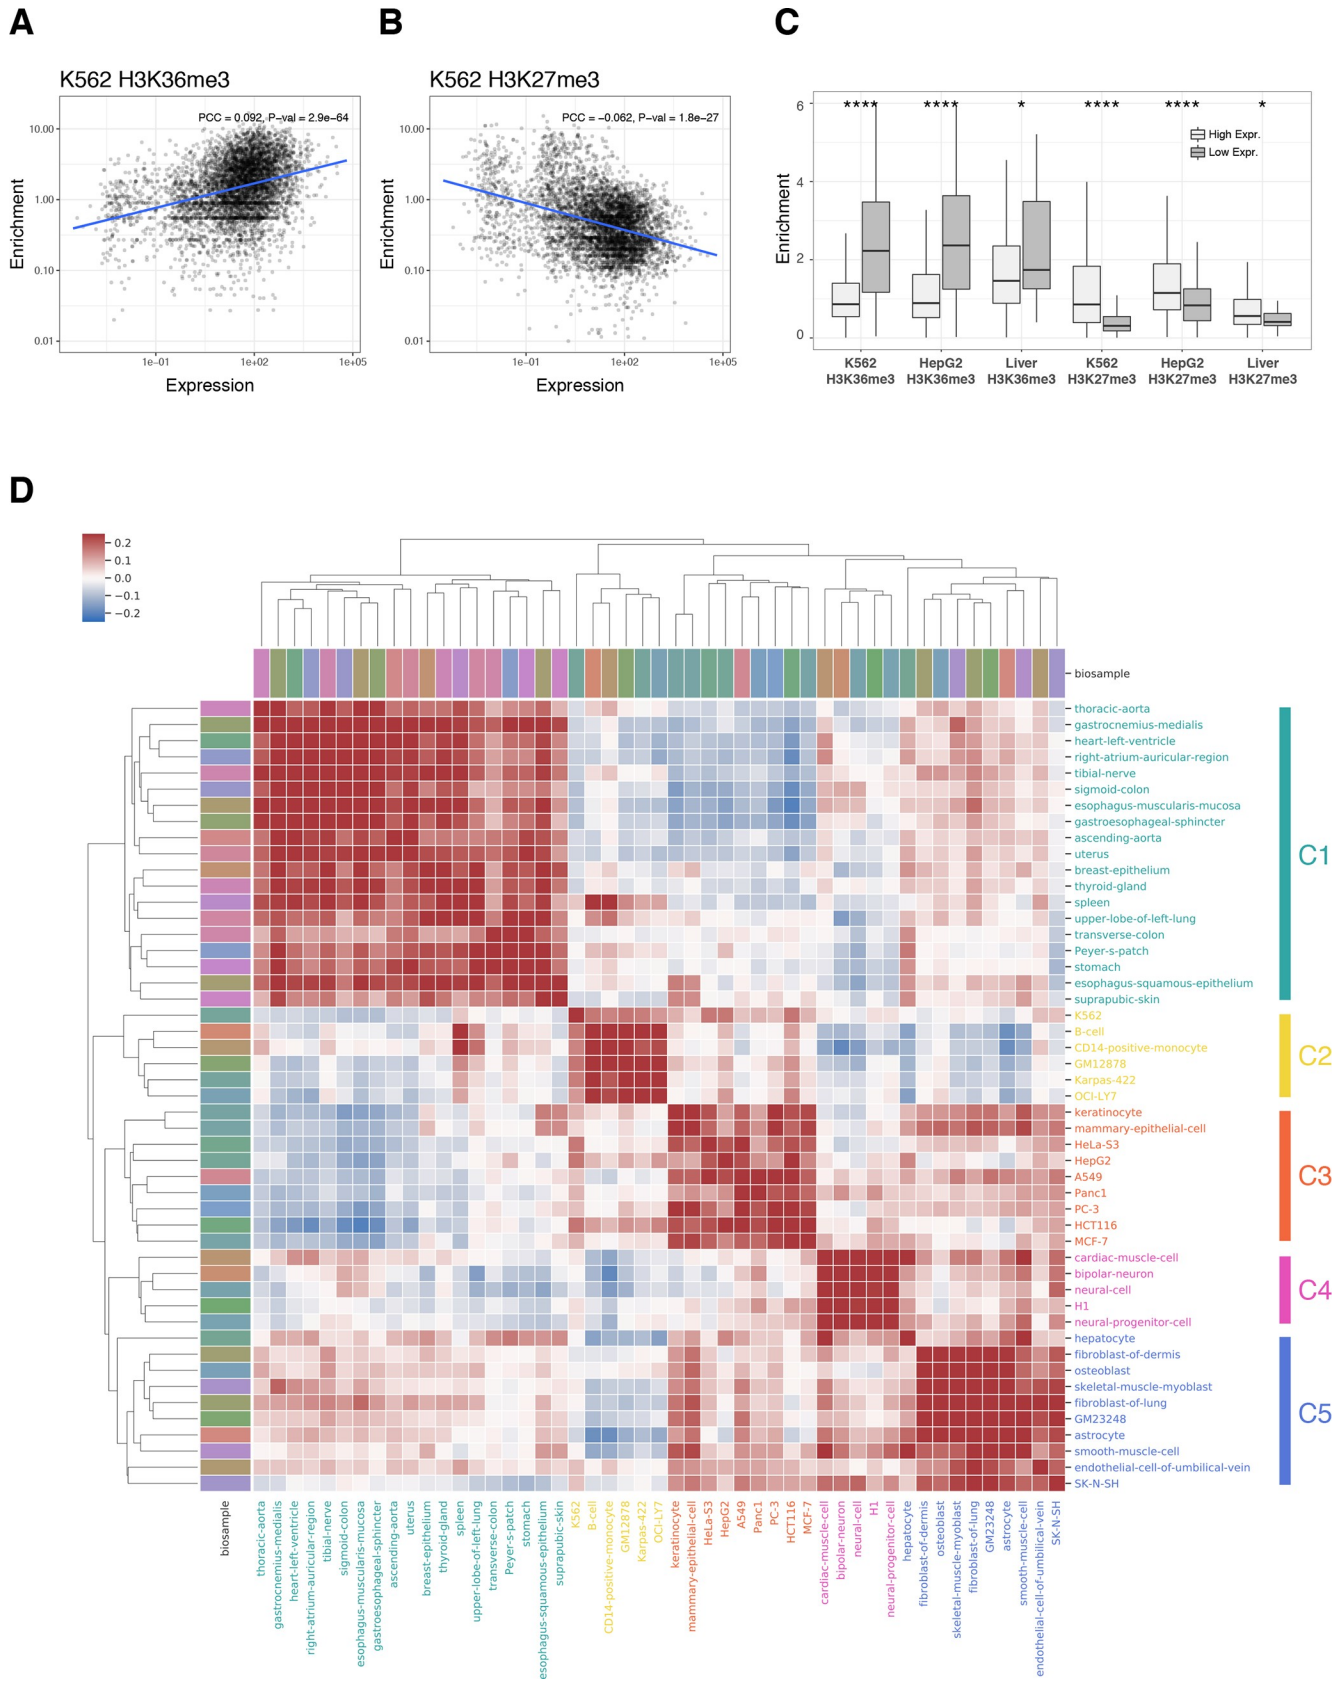 A
B
C
K562 H3K36me3
PCC = 0.092, P−val = 2.9e−64
10.00
1.00
0.10
0.01
Enrichment
1e−01
1e+02
1e+05
Expression
K562 H3K27me3
PCC = −0.062, P−val = 1.8e−27
10.00
1.00
0.10
0.01
Enrichment
1e−01
1e+02
1e+05
Expression
6
4
2
0
Enrichment
**** **** * **** **** *
High Expr.
Low Expr.
K562 HepG2 Liver K562 HepG2 Liver
H3K36me3 H3K36me3 H3K36me3 H3K27me3 H3K27me3 H3K27me3
D
0.2
0.1
0.0
−0.1
−0.2
biosample
thoracic-aorta
gastrocnemius-medialis
heart-left-ventricle
right-atrium-auricular-region
tibial-nerve
sigmoid-colon
esophagus-muscularis-mucosa
gastroesophageal-sphincter
ascending-aorta
uterus
breast-epithelium
thyroid-gland
spleen
upper-lobe-of-left-lung
transverse-colon
Peyer-s-patch
stomach
esophagus-squamous-epithelium
suprapubic-skin
K562
B-cell
CD14-positive-monocyte
GM12878
Karpas-422
OCI-LY7
keratinocyte
mammary-epithelial-cell
HeLa-S3
HepG2
A549
Panc1
PC-3
HCT116
MCF-7
cardiac-muscle-cell
bipolar-neuron
neural-cell
H1
neural-progenitor-cell
hepatocyte
fibroblast-of-dermis
osteoblast
skeletal-muscle-myoblast
fibroblast-of-lung
GM23248
astrocyte
smooth-muscle-cell
endothelial-cell-of-umbilical-vein
SK-N-SH
C1
C2
C3
C4
C5
biosample
thoracic-aorta
gastrocnemius-medialis
heart-left-ventricle
right-atrium-auricular-region
tibial-nerve
sigmoid-colon
esophagus-muscularis-mucosa
gastroesophageal-sphincter
ascending-aorta
uterus
breast-epithelium
thyroid-gland
spleen
upper-lobe-of-left-lung
transverse-colon
Peyer-s-patch
stomach
esophagus-squamous-epithelium
suprapubic-skin
K562
B-cell
CD14-positive-monocyte
GM12878
Karpas-422
OCI-LY7
keratinocyte
mammary-epithelial-cell
HeLa-S3
HepG2
A549
Panc1
PC-3
HCT116
MCF-7
cardiac-muscle-cell
bipolar-neuron
neural-cell
H1
neural-progenitor-cell
hepatocyte
fibroblast-of-dermis
osteoblast
skeletal-muscle-myoblast
fibroblast-of-lung
GM23248
astrocyte
smooth-muscle-cell
endothelial-cell-of-umbilical-vein
SK-N-SH